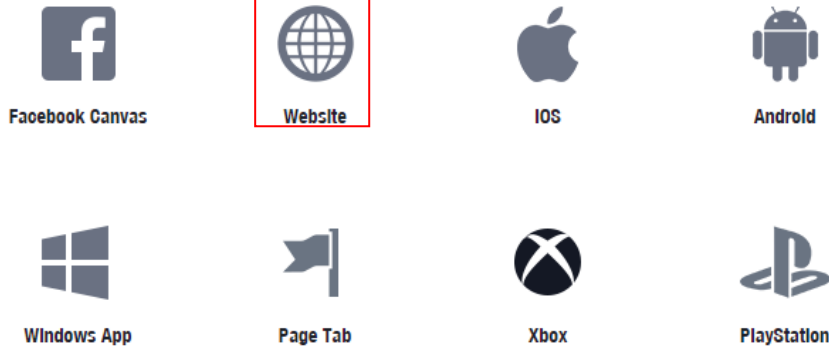 Facebook Canvas
Website
IOS
Android
Windows App
Page Tab
Xbox
PlayStation